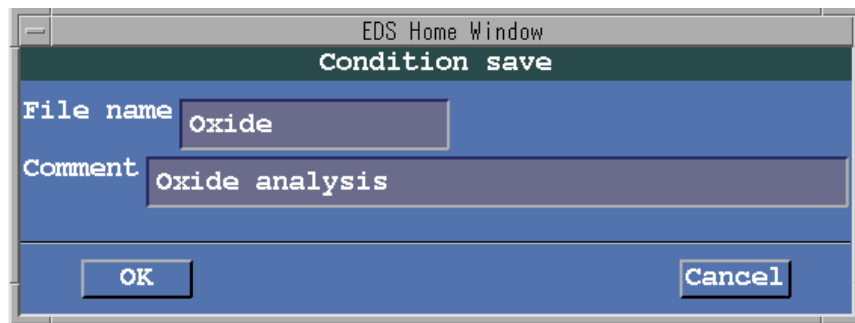 EDS Home Window
Condition save
File name Oxide
Comment Oxide analysis
OK Cancel